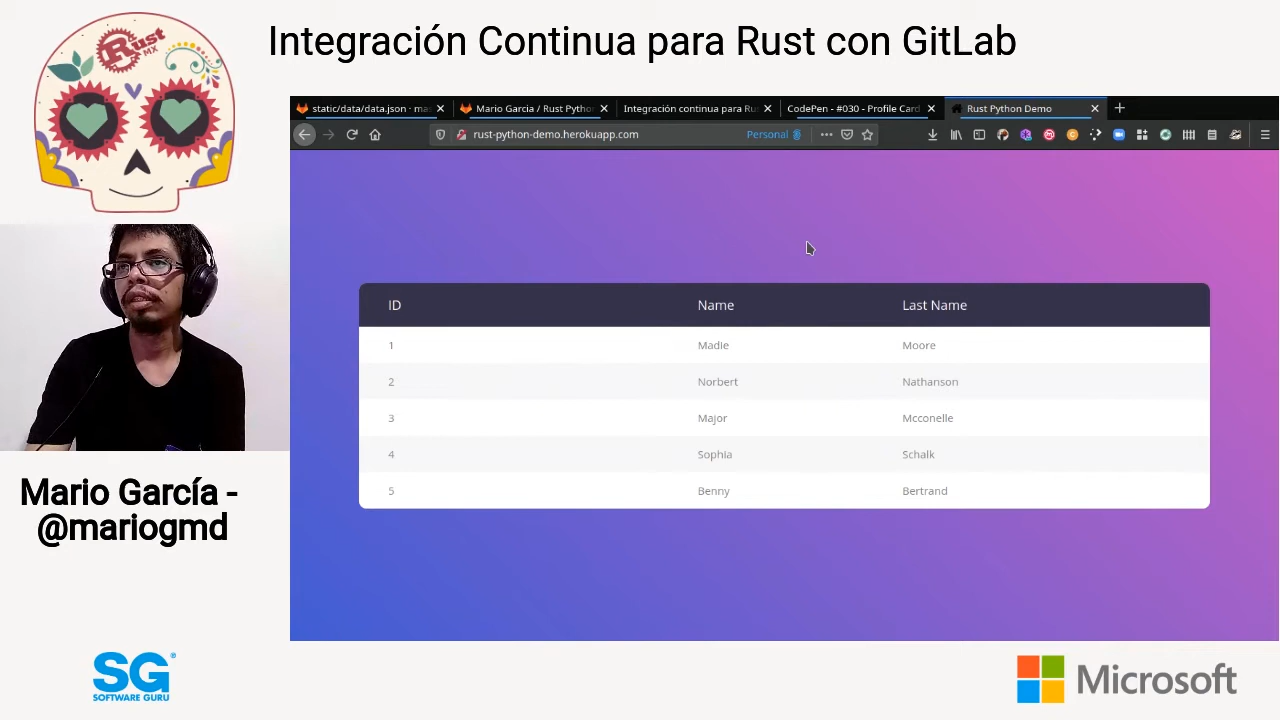 Rust
MX
Integración Continua para Rust con GitLab
static/data/data.json · mas
Mario Garcia / Rust Python
Integración continua para Rus
CodePen - #030 - Profile Card
Rust Python Demo
rust-python-demo.herokuapp.com
Personal
ID Name Last Name
1 Madie Moore
2 Norbert Nathanson
3 Major Mcconelle
4 Sophia Schalk
5 Benny Bertrand
Mario García -
@mariogmd
SG
SOFTWARE GURU
Microsoft